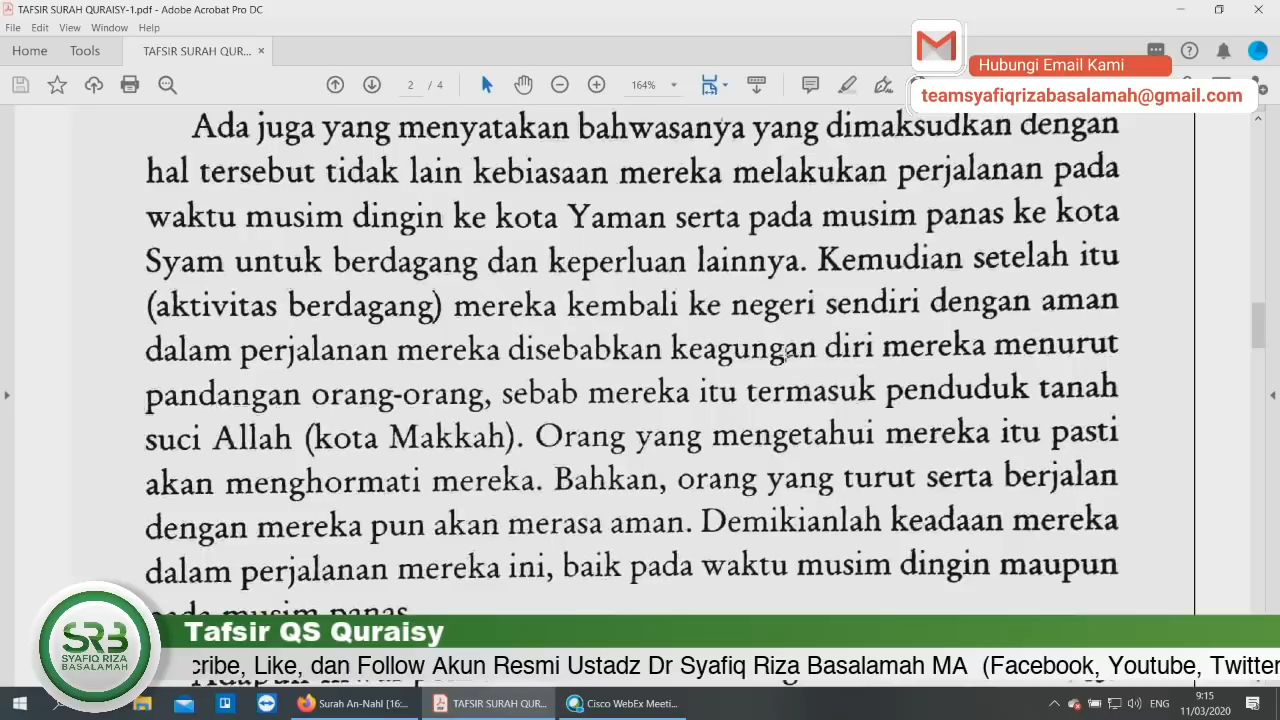 TAFSIR SURAH QURAISY-1.pdf - Adobe Acrobat Pro DC
File Edit View Window Help
Home Tools TAFSIR SURAH QUR... ×
Hubungi Email Kami
teamsyafiqrizabasalamah@gmail.com
2 / 4 164%
Ada juga yang menyatakan bahwasanya yang dimaksudkan dengan
hal tersebut tidak lain kebiasaan mereka melakukan perjalanan pada
waktu musim dingin ke kota Yaman serta pada musim panas ke kota
Syam untuk berdagang dan keperluan lainnya. Kemudian setelah itu
(aktivitas berdagang) mereka kembali ke negeri sendiri dengan aman
dalam perjalanan mereka disebabkan keagungan diri mereka menurut
pandangan orang-orang, sebab mereka itu termasuk penduduk tanah
suci Allah (kota Makkah). Orang yang mengetahui mereka itu pasti
akan menghormati mereka. Bahkan, orang yang turut serta berjalan
dengan mereka pun akan merasa aman. Demikianlah keadaan mereka
dalam perjalanan mereka ini, baik pada waktu musim dingin maupun
pada musim panas.
SRB
SYAFIQ RIZA
BASALAMAH
Tafsir QS Quraisy
cribe, Like, dan Follow Akun Resmi Ustadz Dr Syafiq Riza Basalamah MA (Facebook, Youtube, Twitter
Surah An-Nahl [16:... TAFSIR SURAH QUR... Cisco WebEx Meeti... ENG
9:15
11/03/2020